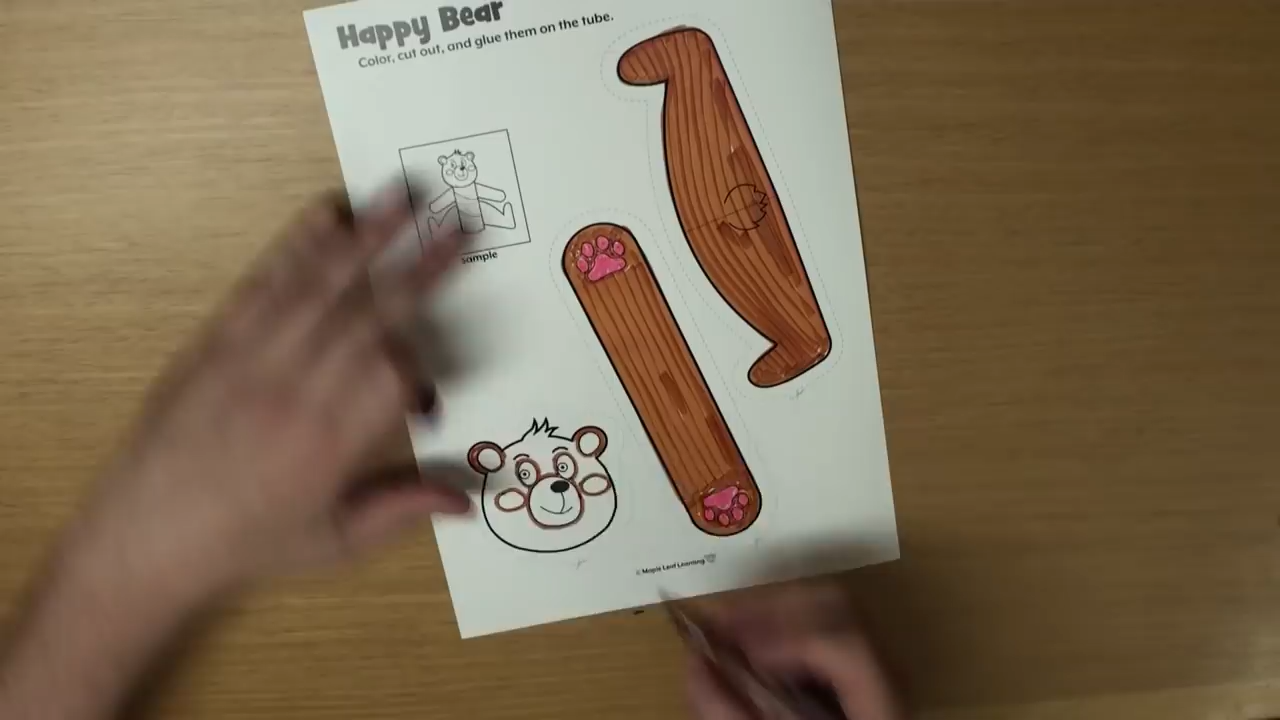 Happy Bear
Color, cut out, and glue them on the tube.
sample
© Maple Leaf Learning